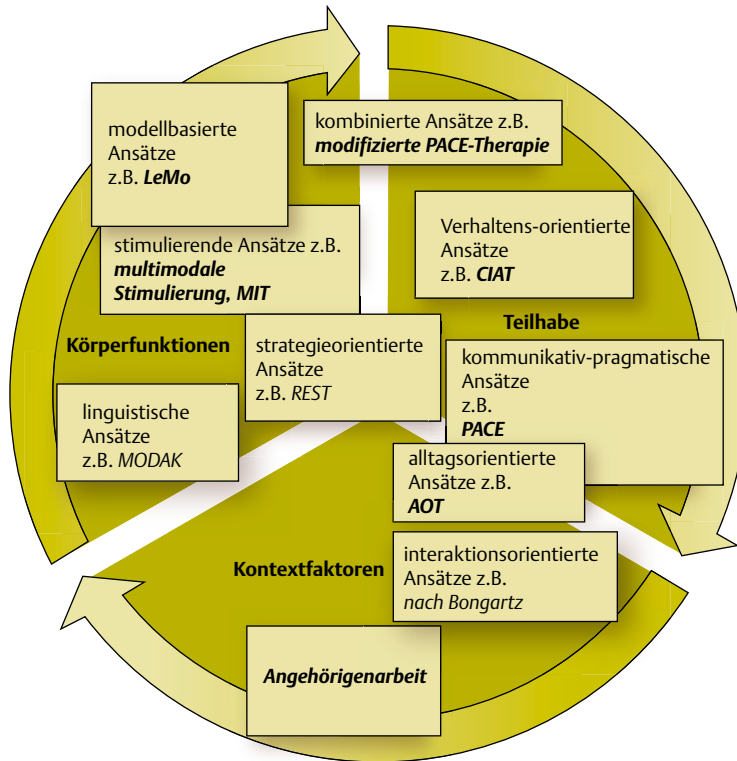 modellbasierte
Ansätze
z.B. LeMo
kombinierte Ansätze z.B.
modifizierte PACE-Therapie
stimulierende Ansätze z.B.
multimodale
Stimulierung, MIT
Verhaltens-orientierte
Ansätze
z.B. CIAT
Körperfunktionen
Teilhabe
strategieorientierte
Ansätze
z.B. REST
kommunikativ-pragmatische
Ansätze
z.B.
PACE
linguistische
Ansätze
z.B. MODAK
alltagsorientierte
Ansätze z.B.
AOT
Kontextfaktoren
interaktionsorientierte
Ansätze z.B.
nach Bongartz
Angehörigenarbeit